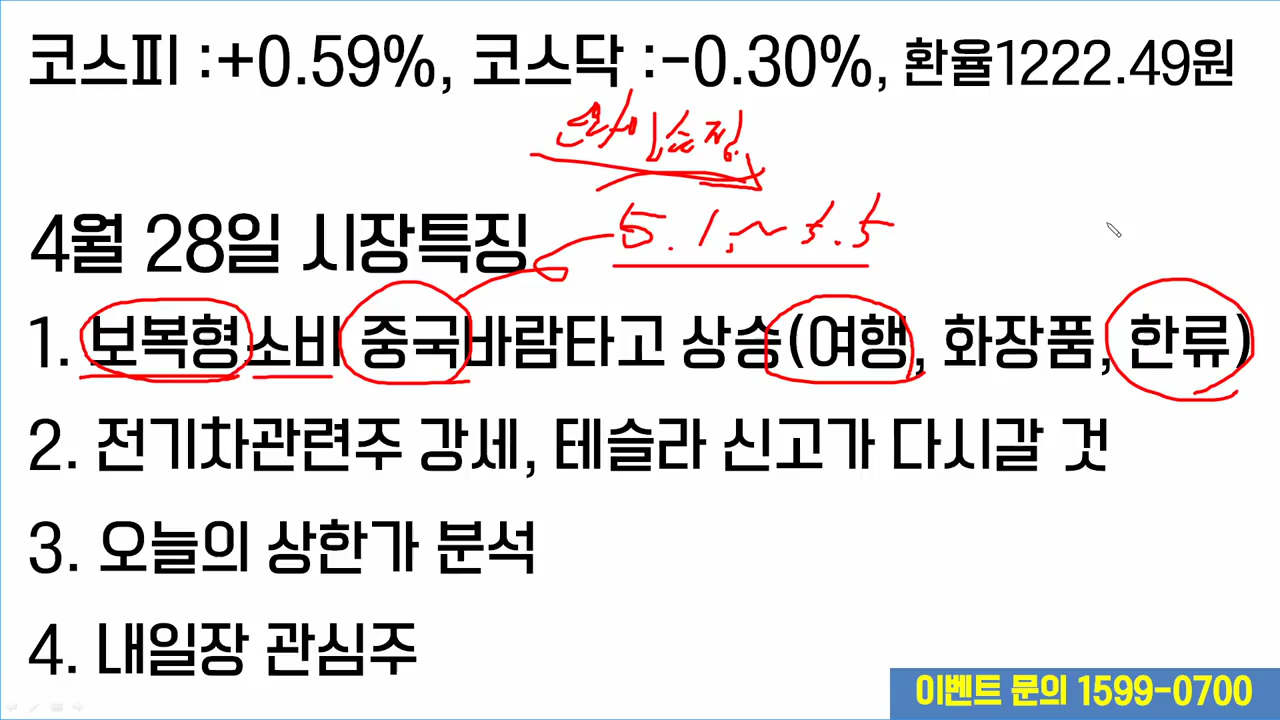 코스피 :+0.59%, 코스닥 :-0.30%, 환율1222.49원
4월 28일 시장특징
5.1~5.5
1. 보복형 소비 중국바람타고 상승(여행, 화장품, 한류)
2. 전기차관련주 강세, 테슬라 신고가 다시갈 것
3. 오늘의 상한가 분석
4. 내일장 관심주
이벤트 문의 1599-0700